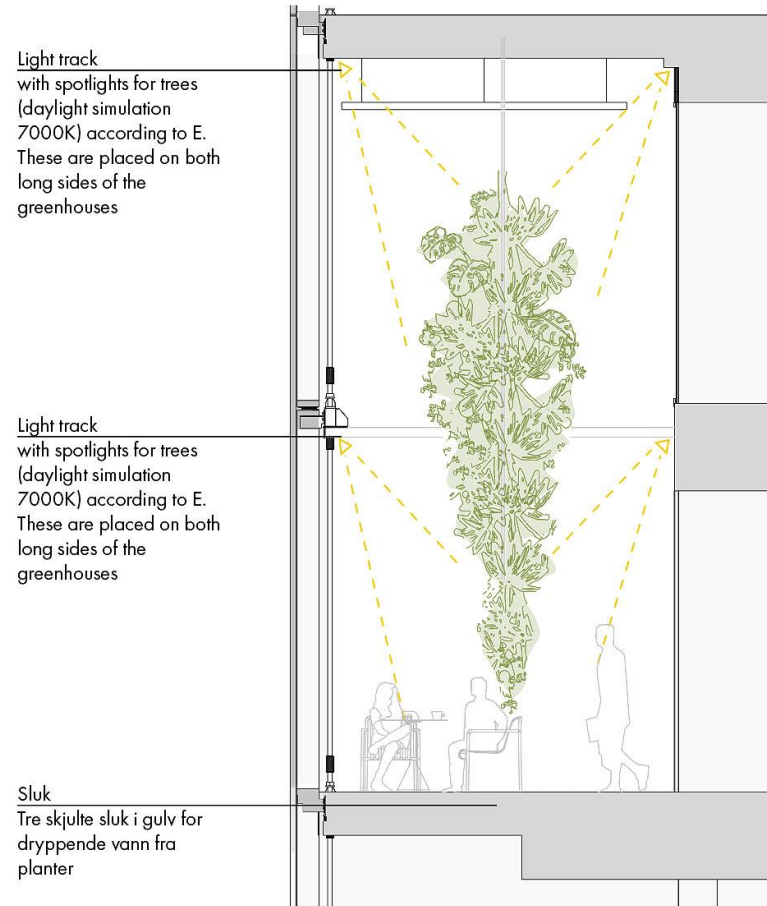 Light track
with spotlights for trees
(daylight simulation
7000K) according to E.
These are placed on both
long sides of the
greenhouses
Light track
with spotlights for trees
(daylight simulation
7000K) according to E.
These are placed on both
long sides of the
greenhouses
Sluk
Tre skjulte sluk i gulv for
dryppende vann fra
planter